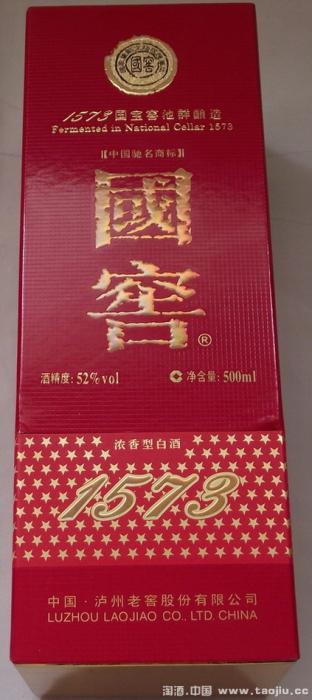 國窖
1573国宝窖池群酿造
Fermented in National Cellar 1573
【中国驰名商标】
國
窖®
酒精度: 52%vol
净含量: 500ml
浓香型白酒
1573
中国·泸州老窖股份有限公司
LUZHOU LAOJIAO CO., LTD. CHINA
淘酒.中国 www.taojiu.cc